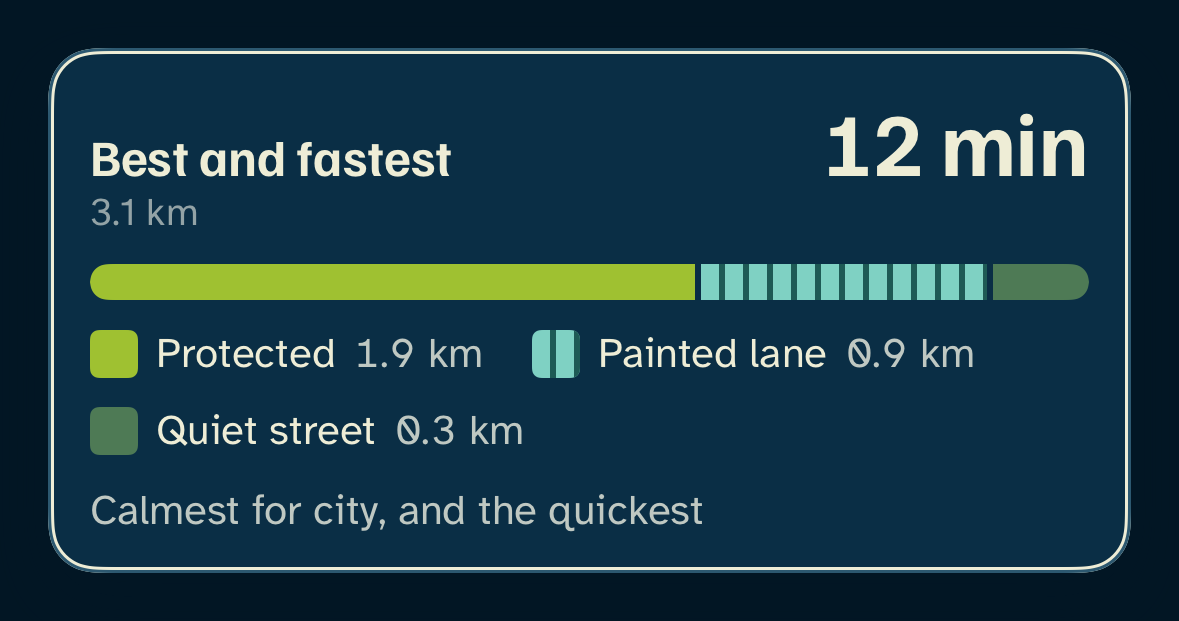 Best and fastest 12 min
3.1 km
Protected 1.9 km Painted lane 0.9 km
Quiet street 0.3 km
Calmest for city, and the quickest